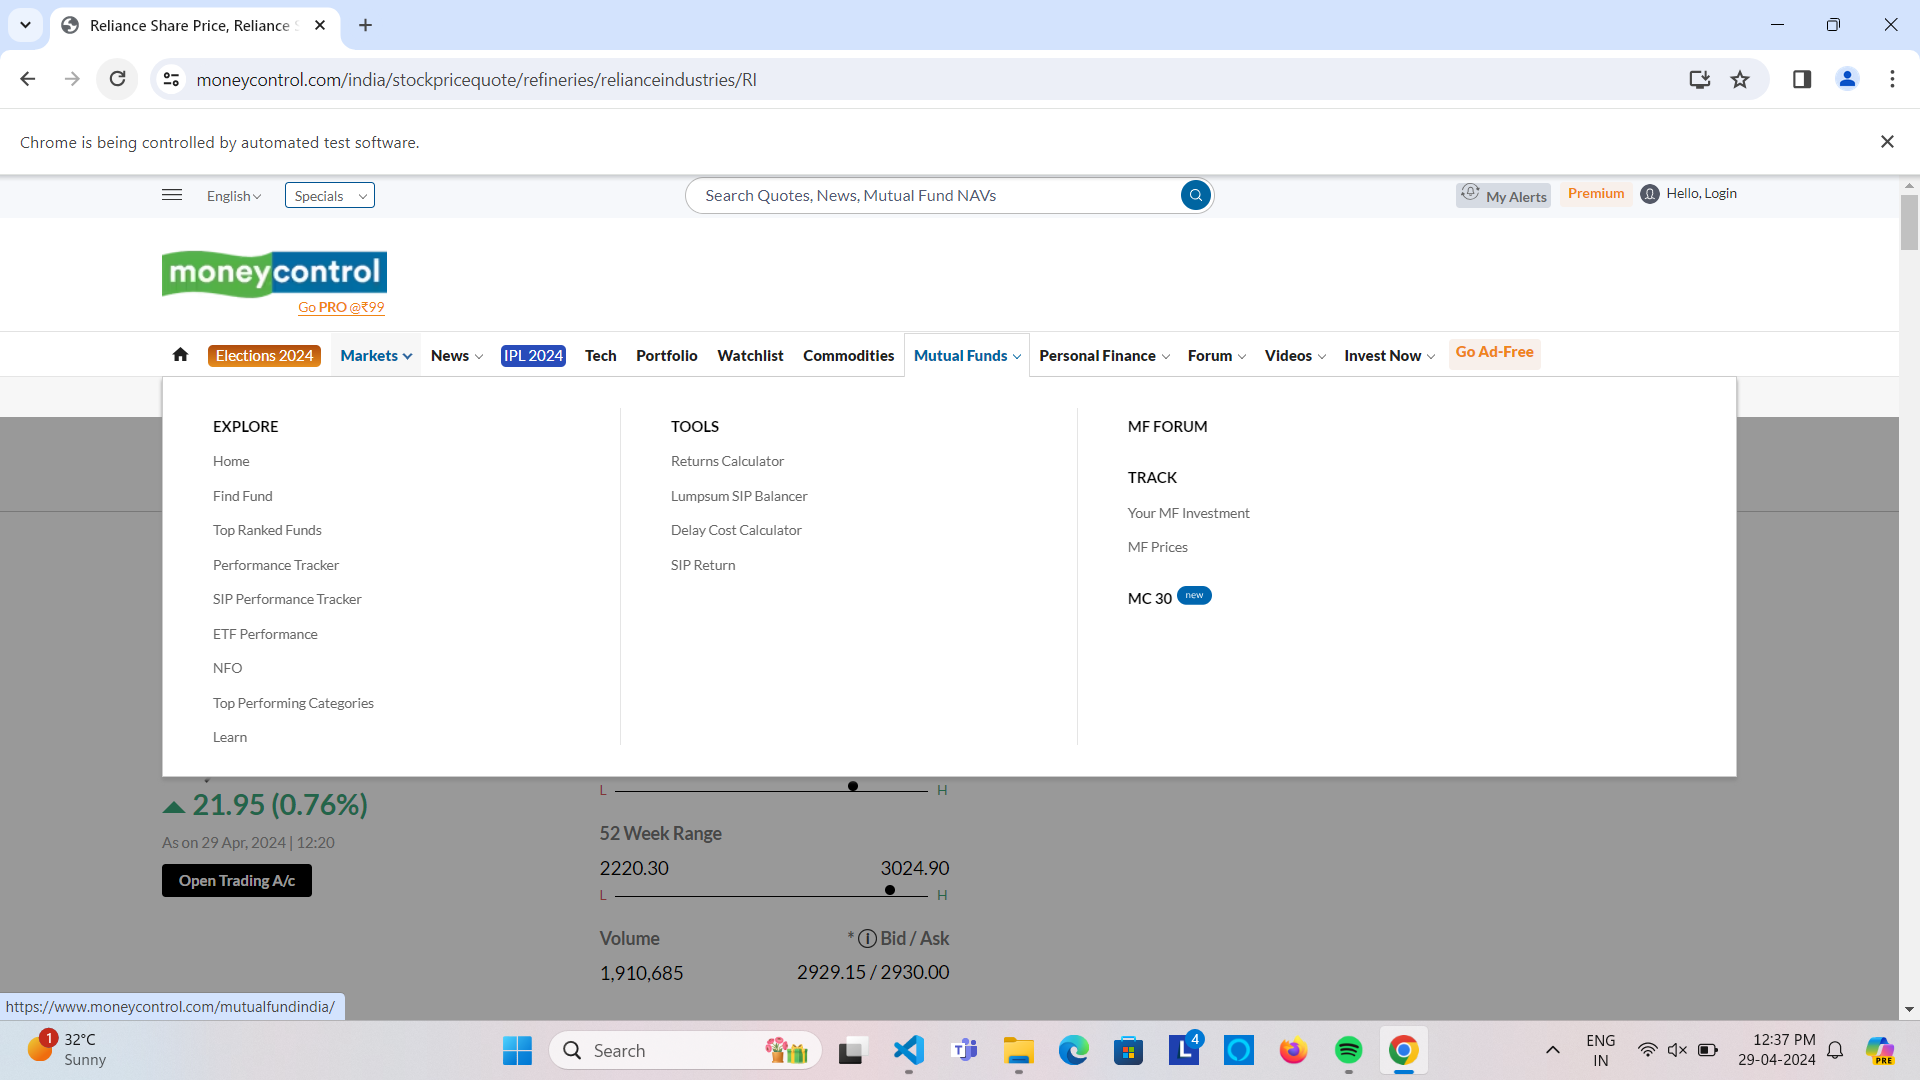 Reliance Share Price, Reliance S
moneycontrol.com/india/stockpricequote/refineries/relianceindustries/RI
Chrome is being controlled by automated test software.
English
Specials
Search Quotes, News, Mutual Fund NAVs
My Alerts
Premium
Hello, Login
moneycontrol
Go PRO @₹99
Elections 2024
Markets
News
IPL 2024
Tech
Portfolio
Watchlist
Commodities
Mutual Funds
Personal Finance
Forum
Videos
Invest Now
Go Ad-Free
EXPLORE
Home
Find Fund
Top Ranked Funds
Performance Tracker
SIP Performance Tracker
ETF Performance
NFO
Top Performing Categories
Learn
TOOLS
Returns Calculator
Lumpsum SIP Balancer
Delay Cost Calculator
SIP Return
MF FORUM
TRACK
Your MF Investment
MF Prices
MC 30 new
21.95 (0.76%)
As on 29 Apr, 2024 | 12:20
Open Trading A/c
L H
52 Week Range
2220.30 3024.90
L H
Volume * Bid / Ask
1,910,685 2929.15 / 2930.00
https://www.moneycontrol.com/mutualfundindia/
1
32°C
Sunny
Search
4
ENG
IN
12:37 PM
29-04-2024
PRE